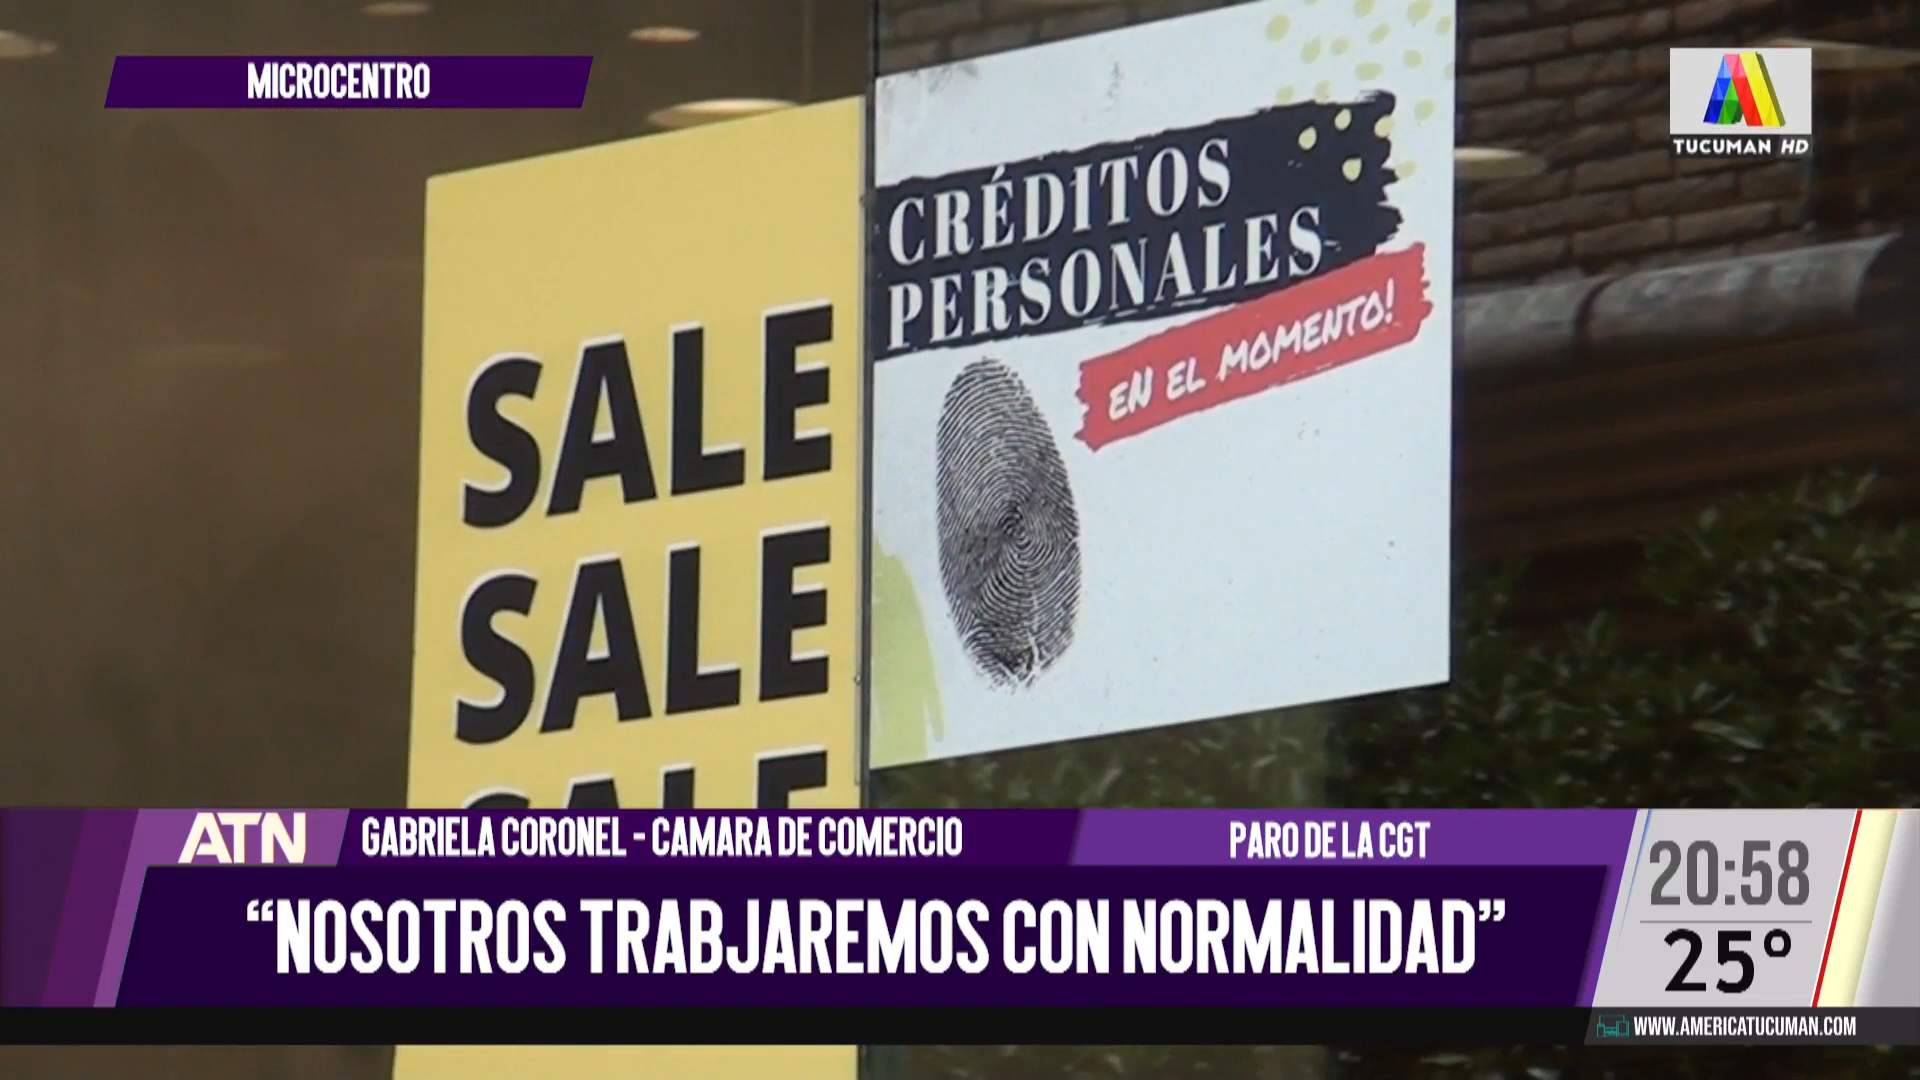 MICROCENTRO
TUCUMAN HD
CRÉDITOS
PERSONALES
EN EL MOMENTO!
SALE
SALE
SALE
ATN
GABRIELA CORONEL - CAMARA DE COMERCIO
PARO DE LA CGT
“NOSOTROS TRABJAREMOS CON NORMALIDAD”
20:58
25°
WWW.AMERICATUCUMAN.COM